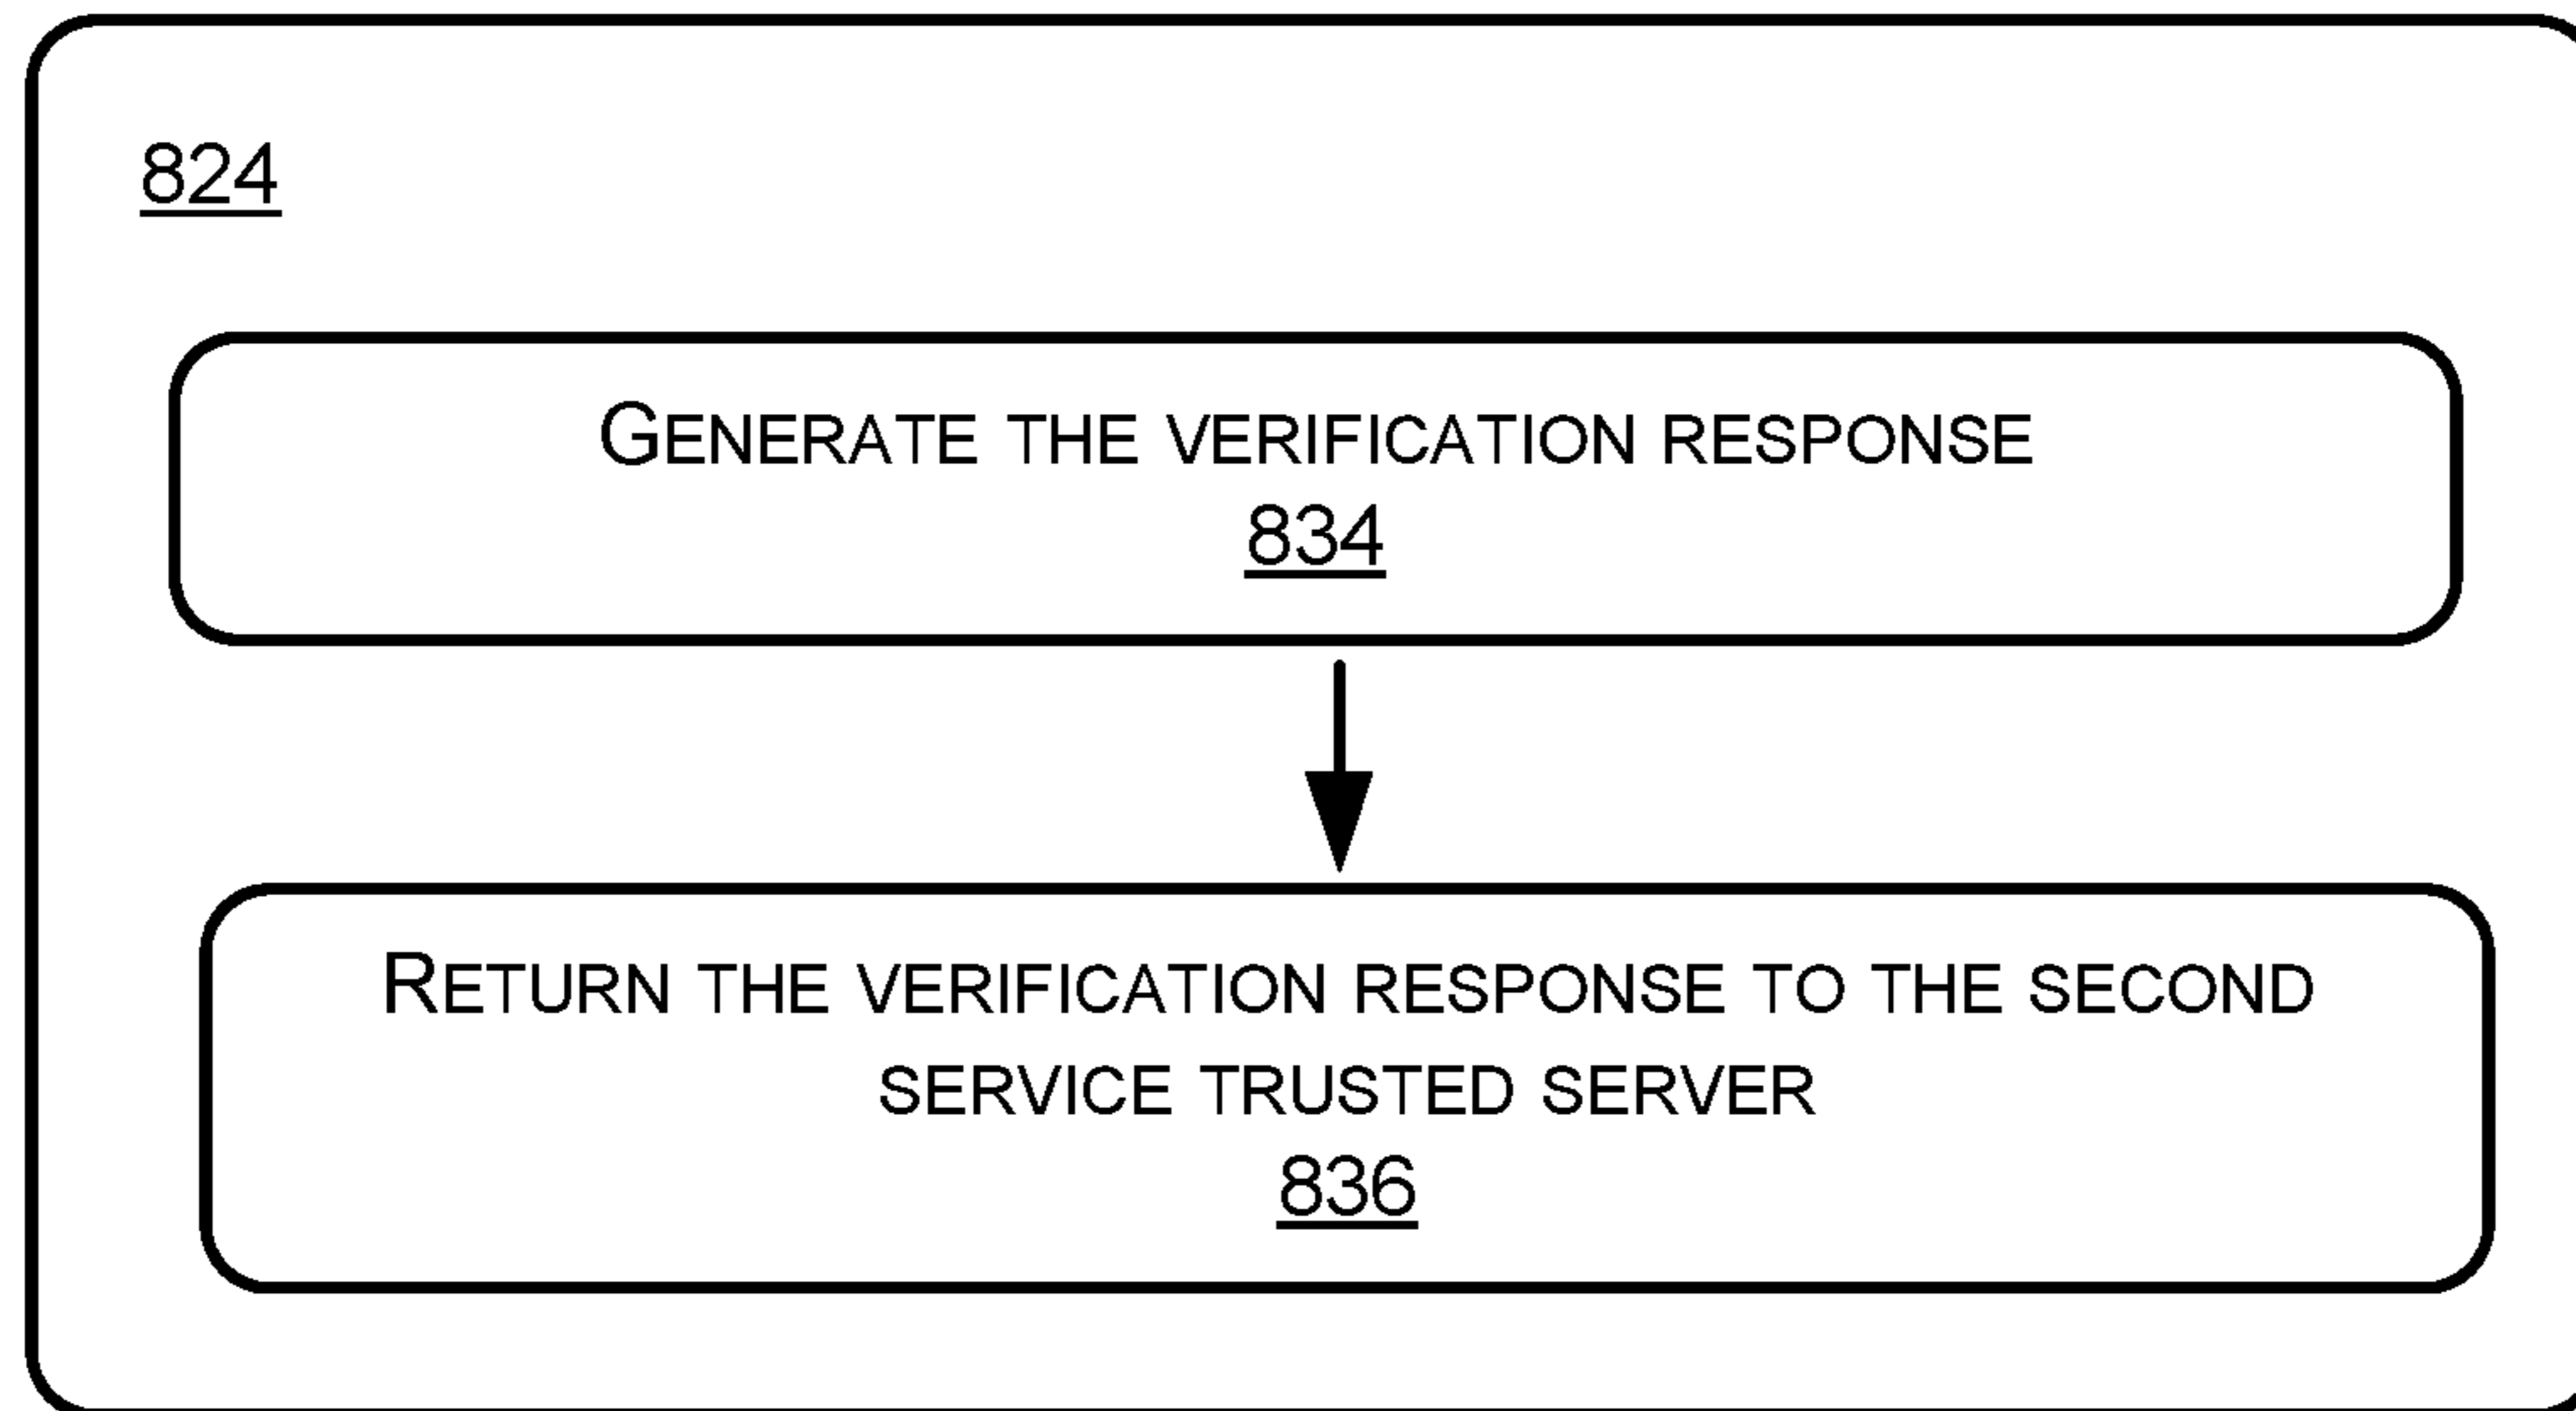 824
GENERATE THE VERIFICATION RESPONSE
834
RETURN THE VERIFICATION RESPONSE TO THE SECOND
SERVICE TRUSTED SERVER
836